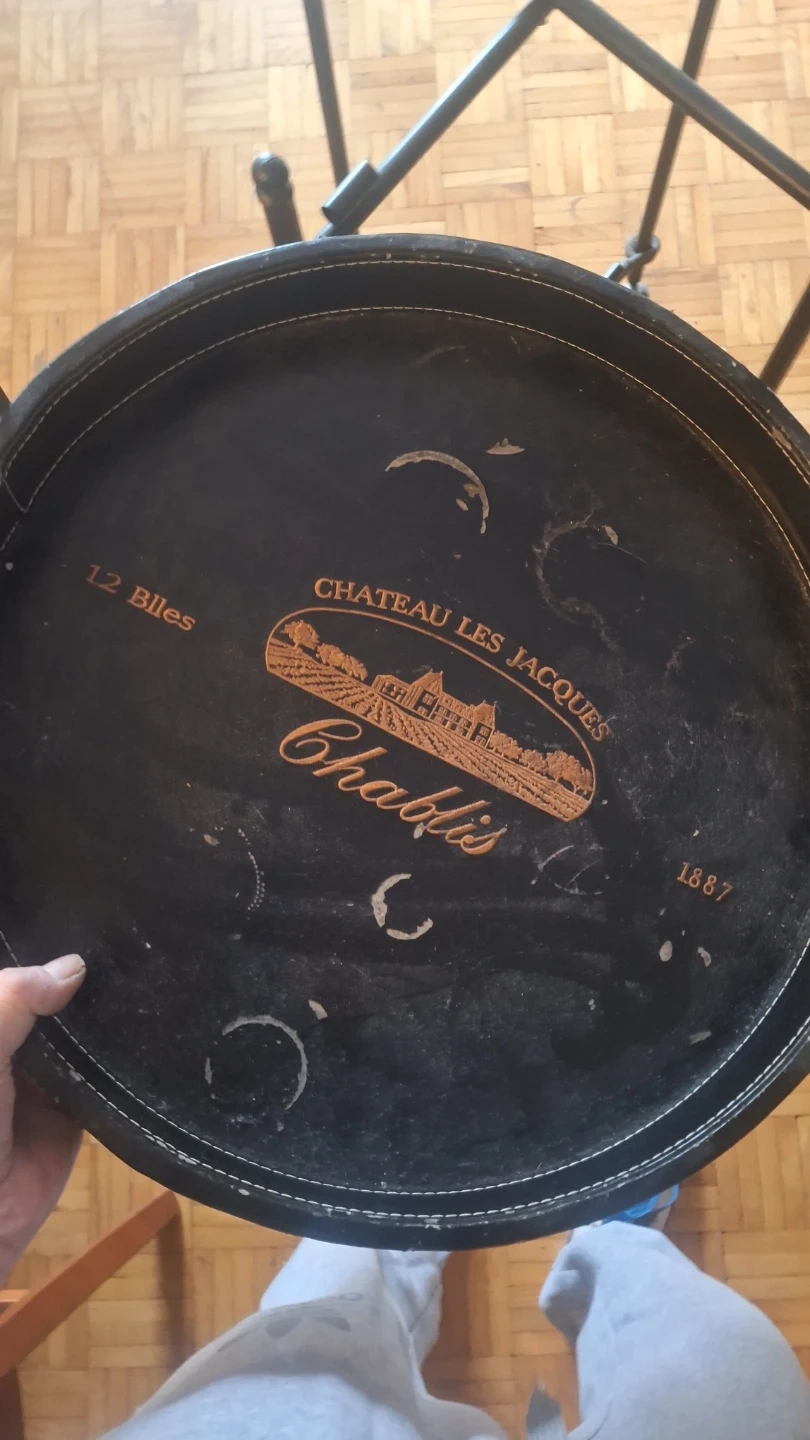 CHATEAU LES JACQUES
Chablis
12 Blles
1887